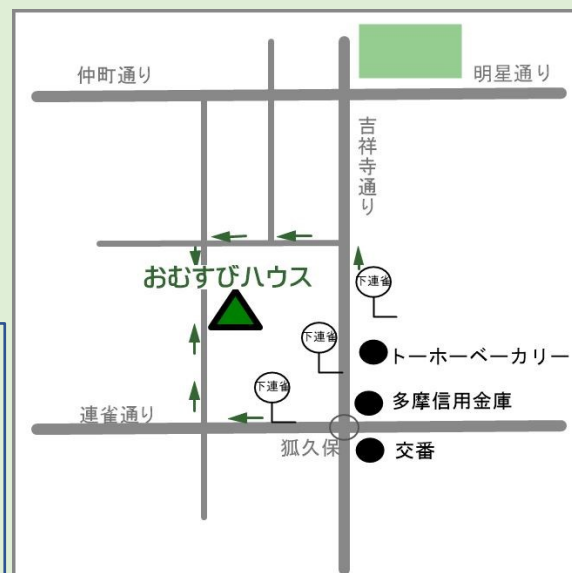 仲町通り
明星通り
吉祥寺通り
おむすびハウス
下連雀
下連雀
トーホーベーカリー
下連雀
多摩信用金庫
連雀通り
狐久保
交番